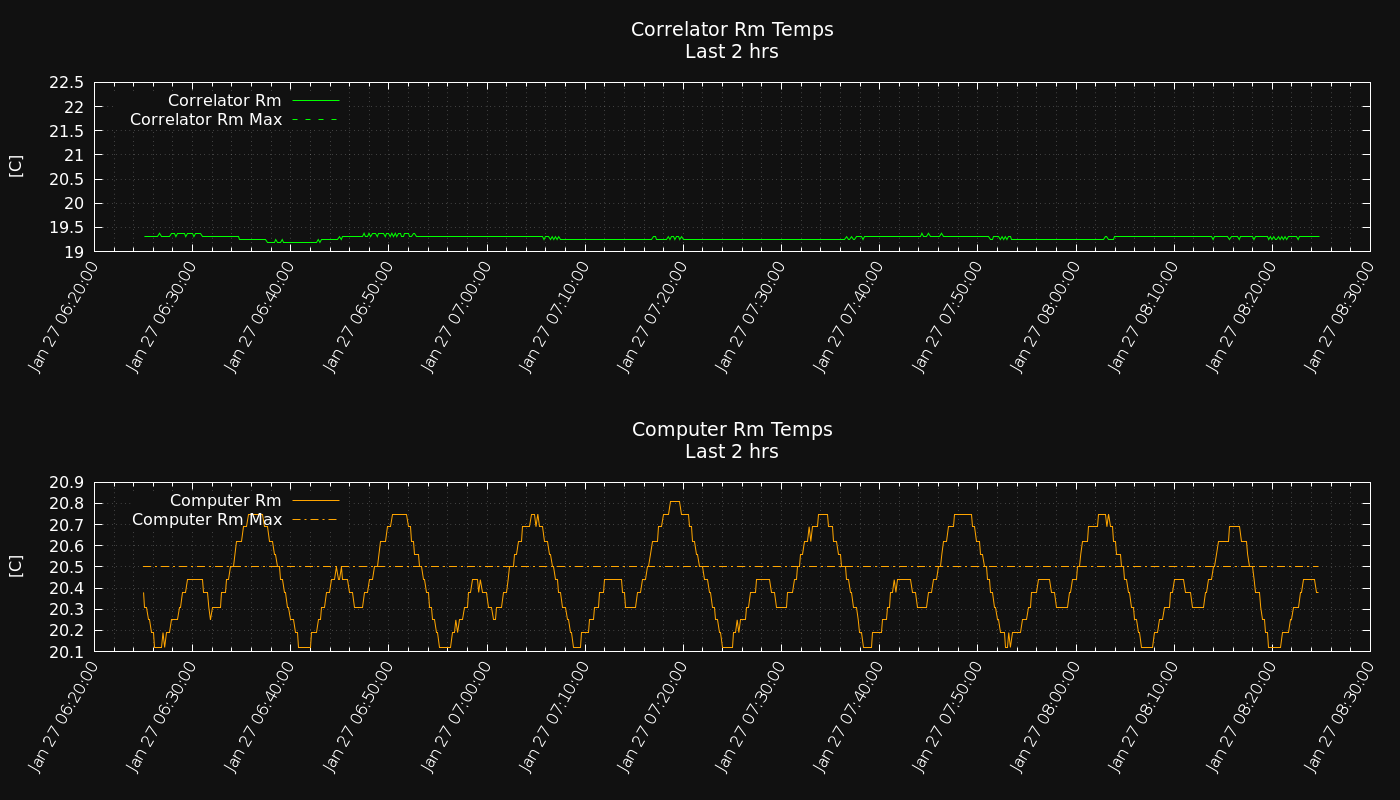 Correlator Rm Temps
Last 2 hrs
22.5
22
21.5
21
20.5
20
19.5
19
[C]
Correlator Rm
Correlator Rm Max
Jan 27 06:20:00
Jan 27 06:30:00
Jan 27 06:40:00
Jan 27 06:50:00
Jan 27 07:00:00
Jan 27 07:10:00
Jan 27 07:20:00
Jan 27 07:30:00
Jan 27 07:40:00
Jan 27 07:50:00
Jan 27 08:00:00
Jan 27 08:10:00
Jan 27 08:20:00
Jan 27 08:30:00
Computer Rm Temps
Last 2 hrs
20.9
20.8
20.7
20.6
20.5
20.4
20.3
20.2
20.1
[C]
Computer Rm
Computer Rm Max
Jan 27 06:20:00
Jan 27 06:30:00
Jan 27 06:40:00
Jan 27 06:50:00
Jan 27 07:00:00
Jan 27 07:10:00
Jan 27 07:20:00
Jan 27 07:30:00
Jan 27 07:40:00
Jan 27 07:50:00
Jan 27 08:00:00
Jan 27 08:10:00
Jan 27 08:20:00
Jan 27 08:30:00